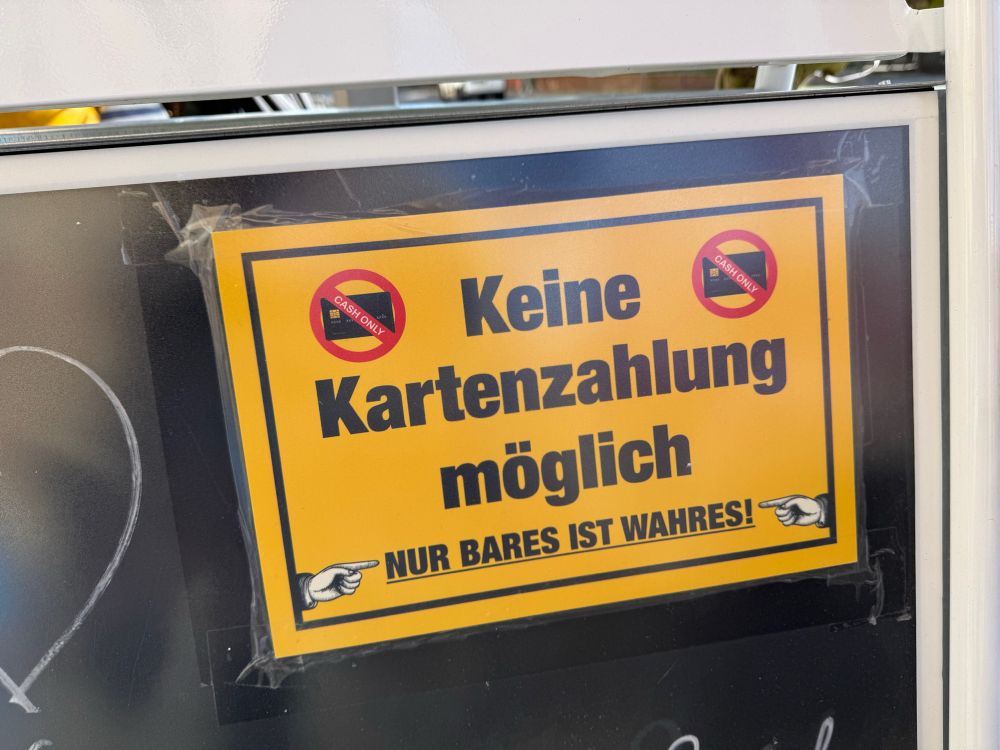 CASH ONLY
CASH ONLY
Keine
Kartenzahlung
möglich
NUR BARES IST WAHRES!